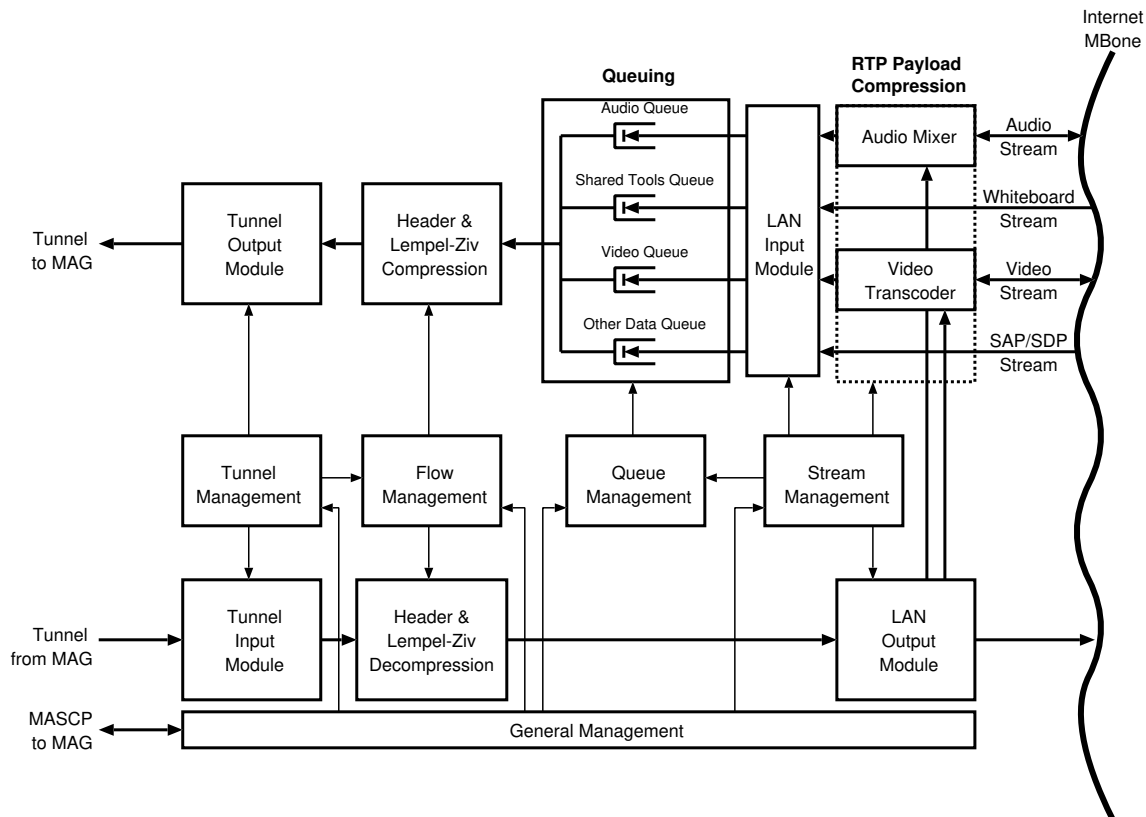 Internet
MBone
Queuing
RTP Payload
Compression
Audio Queue
Audio Mixer
Audio
Stream
Shared Tools Queue
Whiteboard
Stream
Tunnel
to MAG
Tunnel
Output
Module
Header &
Lempel-Ziv
Compression
Video Queue
LAN
Input
Module
Video
Transcoder
Video
Stream
Other Data Queue
SAP/SDP
Stream
Tunnel
Management
Flow
Management
Queue
Management
Stream
Management
Tunnel
from MAG
Tunnel
Input
Module
Header &
Lempel-Ziv
Decompression
LAN
Output
Module
MASCP
to MAG
General Management